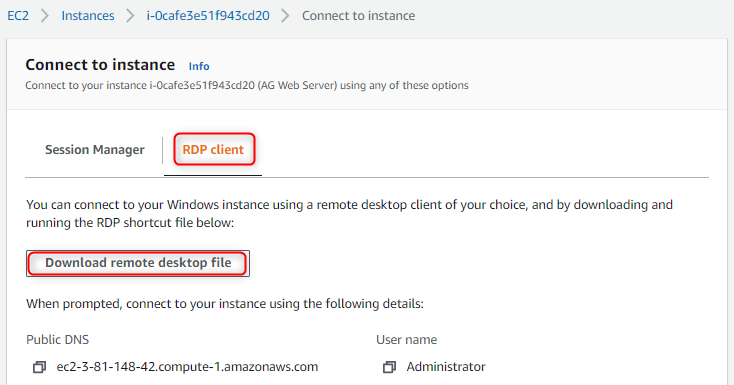 EC2 > Instances > i-0cafe3e51f943cd20 > Connect to instance
Connect to instance Info
Connect to your instance i-0cafe3e51f943cd20 (AG Web Server) using any of these options
Session Manager RDP client
You can connect to your Windows instance using a remote desktop client of your choice, and by downloading and
running the RDP shortcut file below:
Download remote desktop file
When prompted, connect to your instance using the following details:
Public DNS User name
ec2-3-81-148-42.compute-1.amazonaws.com Administrator